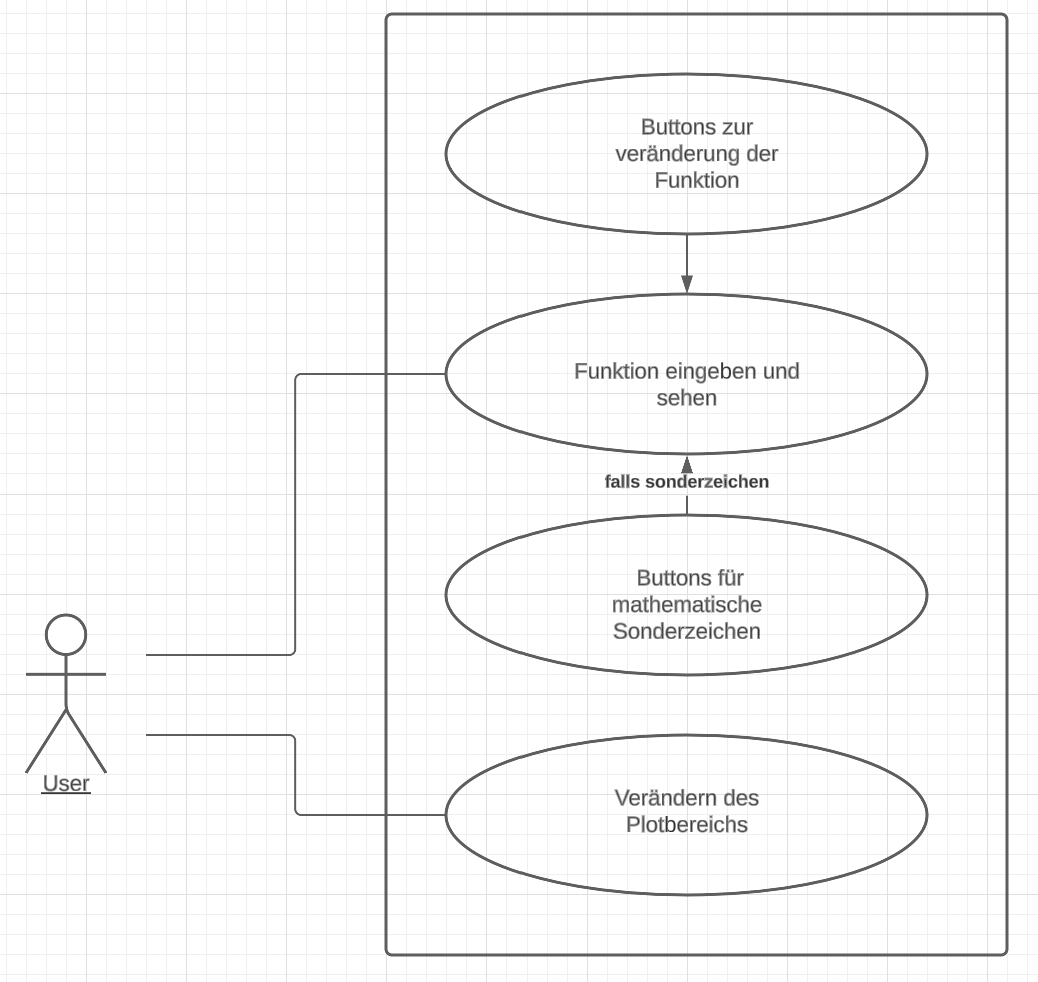 Buttons zur
veränderung der
Funktion
Funktion eingeben und
sehen
falls sonderzeichen
Buttons für
mathematische
Sonderzeichen
User
Verändern des
Plotbereichs